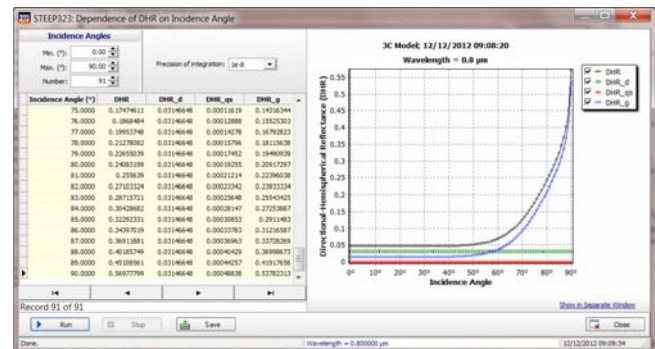 STEEP323: Dependence of DHR on Incidence Angle
Incidence Angles
Min. (°): 0.00
Max. (°): 90.00
Number: 91
Precision of integration: 1e-8
Incidence Angle (°) DHR DHR_d DHR_qs DHR_g
75.0000 0.17474611 0.03146648 0.00011619 0.14316344
76.0000 0.1868484 0.03146648 0.00012888 0.15525303
77.0000 0.19953748 0.03146648 0.00014278 0.16792823
78.0000 0.21278082 0.03146648 0.00015796 0.18115638
79.0000 0.22655039 0.03146648 0.00017452 0.19490939
80.0000 0.24083199 0.03146648 0.00019255 0.20917297
81.0000 0.255639 0.03146648 0.00021214 0.22396038
82.0000 0.27103324 0.03146648 0.00023342 0.23933334
83.0000 0.28715721 0.03146648 0.00025648 0.25543425
84.0000 0.30428682 0.03146648 0.00028147 0.27253887
85.0000 0.32292331 0.03146648 0.00030853 0.2911483
86.0000 0.34397019 0.03146648 0.00033783 0.31216587
87.0000 0.36911881 0.03146648 0.00036963 0.33728269
88.0000 0.40185749 0.03146648 0.00040429 0.36998673
89.0000 0.45108561 0.03146648 0.00044257 0.41917656
90.0000 0.56977799 0.03146648 0.00048838 0.53782313
Record 91 of 91
Run Stop Save
3C Model; 12/12/2012 09:08:20
Wavelength = 0.8 µm
DHR
DHR_d
DHR_qs
DHR_g
Directional-Hemispherical Reflectance (DHR)
0.55
0.5
0.45
0.4
0.35
0.3
0.25
0.2
0.15
0.1
0.05
0
0º 10º 20º 30º 40º 50º 60º 70º 80º 90º
Incidence Angle
Show in Separate Window
Close
Done. Wavelength = 0.800000 µm 12/12/2012 09:09:34